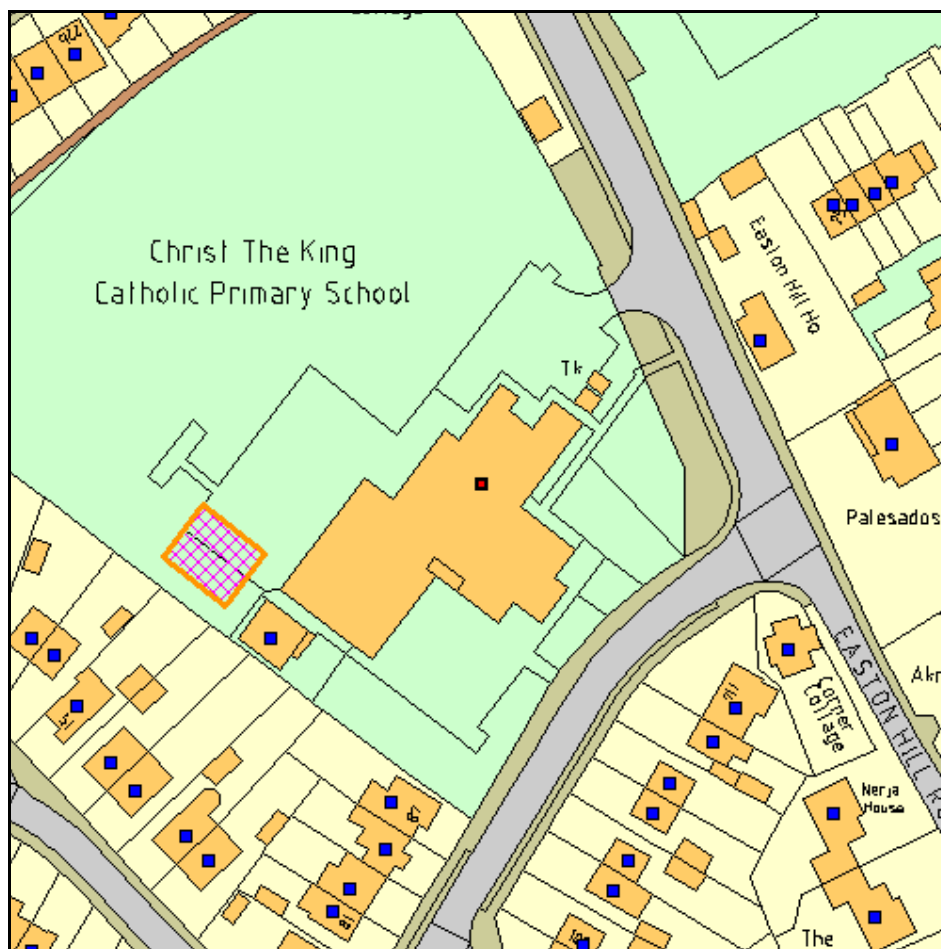 Christ The King
Catholic Primary School
Tk
Easton Hill Ho
Palesados
EASTON HILL R
Corner
Cottage
Nerja
House
The